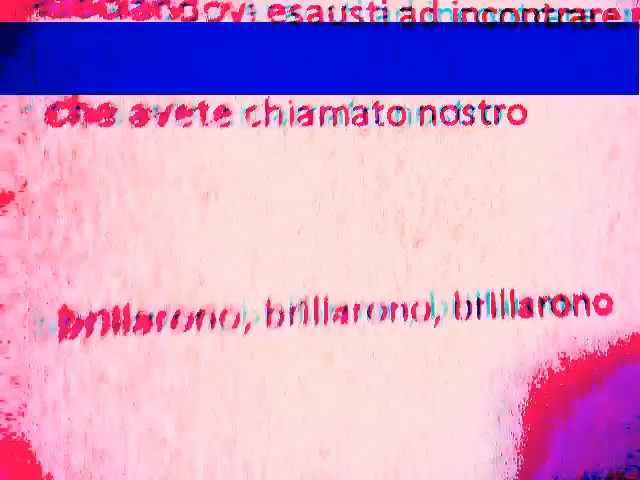 esausti ad incontrare
che avete chiamato nostro
brillarono, brillarono, brillarono